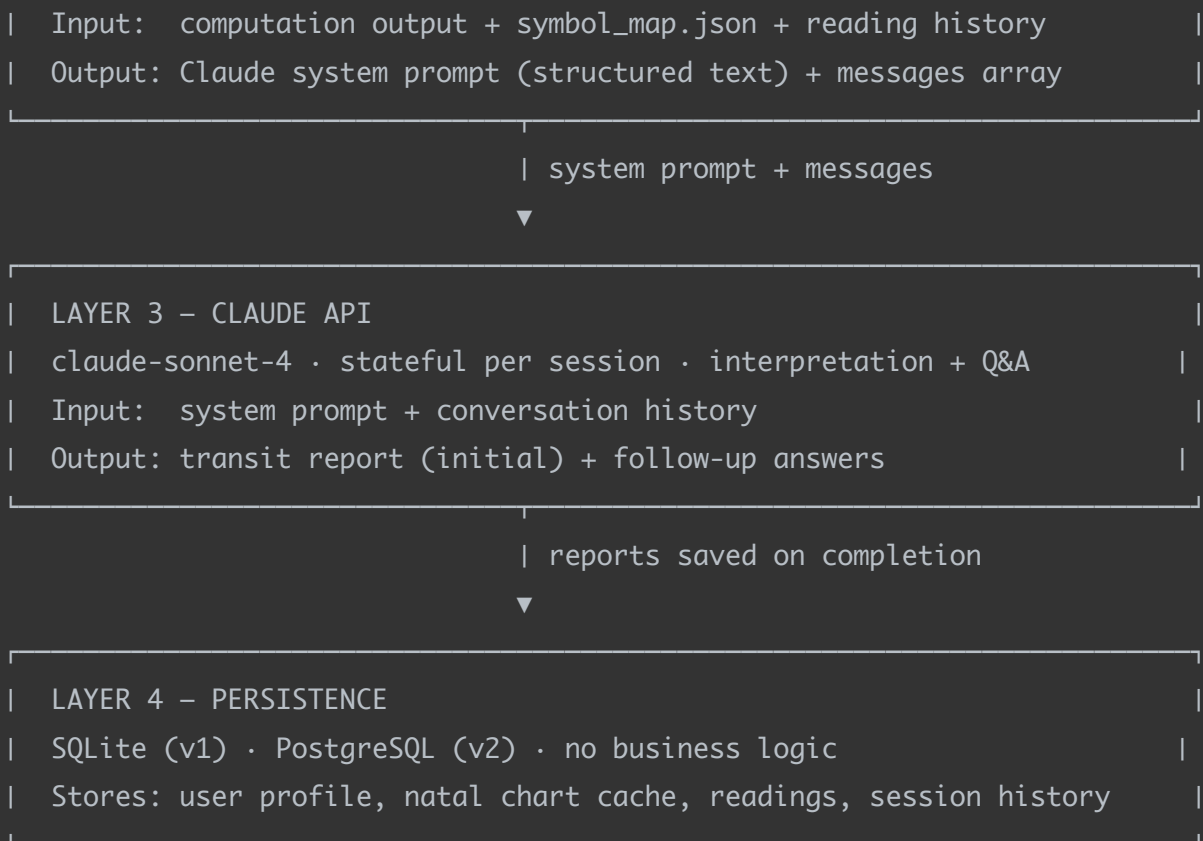 | Input: computation output + symbol_map.json + reading history |
| Output: Claude system prompt (structured text) + messages array |
| system prompt + messages
▼
| LAYER 3 — CLAUDE API |
| claude-sonnet-4 · stateful per session · interpretation + Q&A |
| Input: system prompt + conversation history |
| Output: transit report (initial) + follow-up answers |
| reports saved on completion
▼
| LAYER 4 — PERSISTENCE |
| SQLite (v1) · PostgreSQL (v2) · no business logic |
| Stores: user profile, natal chart cache, readings, session history |